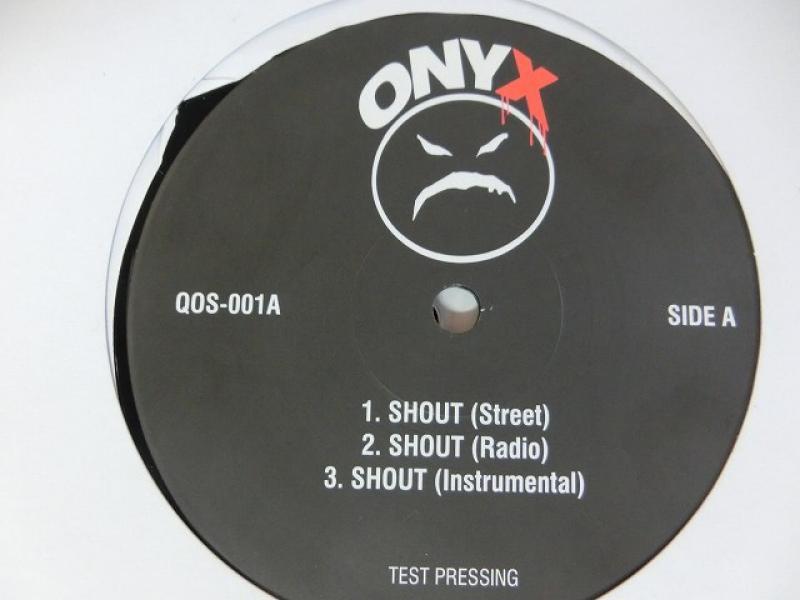 ONYX
QOS-001A
SIDE A
1. SHOUT (Street)
2. SHOUT (Radio)
3. SHOUT (Instrumental)
TEST PRESSING